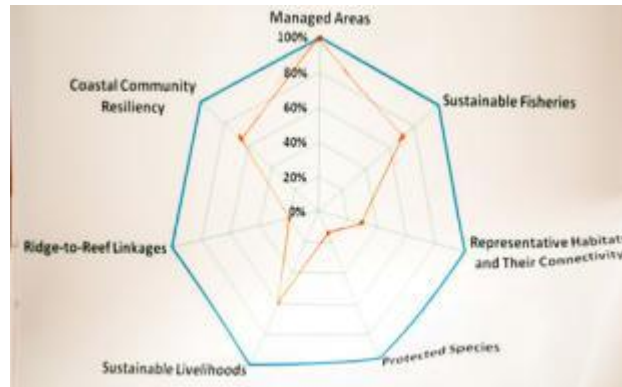 Managed Areas
100%
80%
60%
40%
20%
0%
Sustainable Fisheries
Representative Habitat
and Their Connectivity
Protected Species
Sustainable Livelihoods
Ridge-to-Reef Linkages
Coastal Community
Resiliency